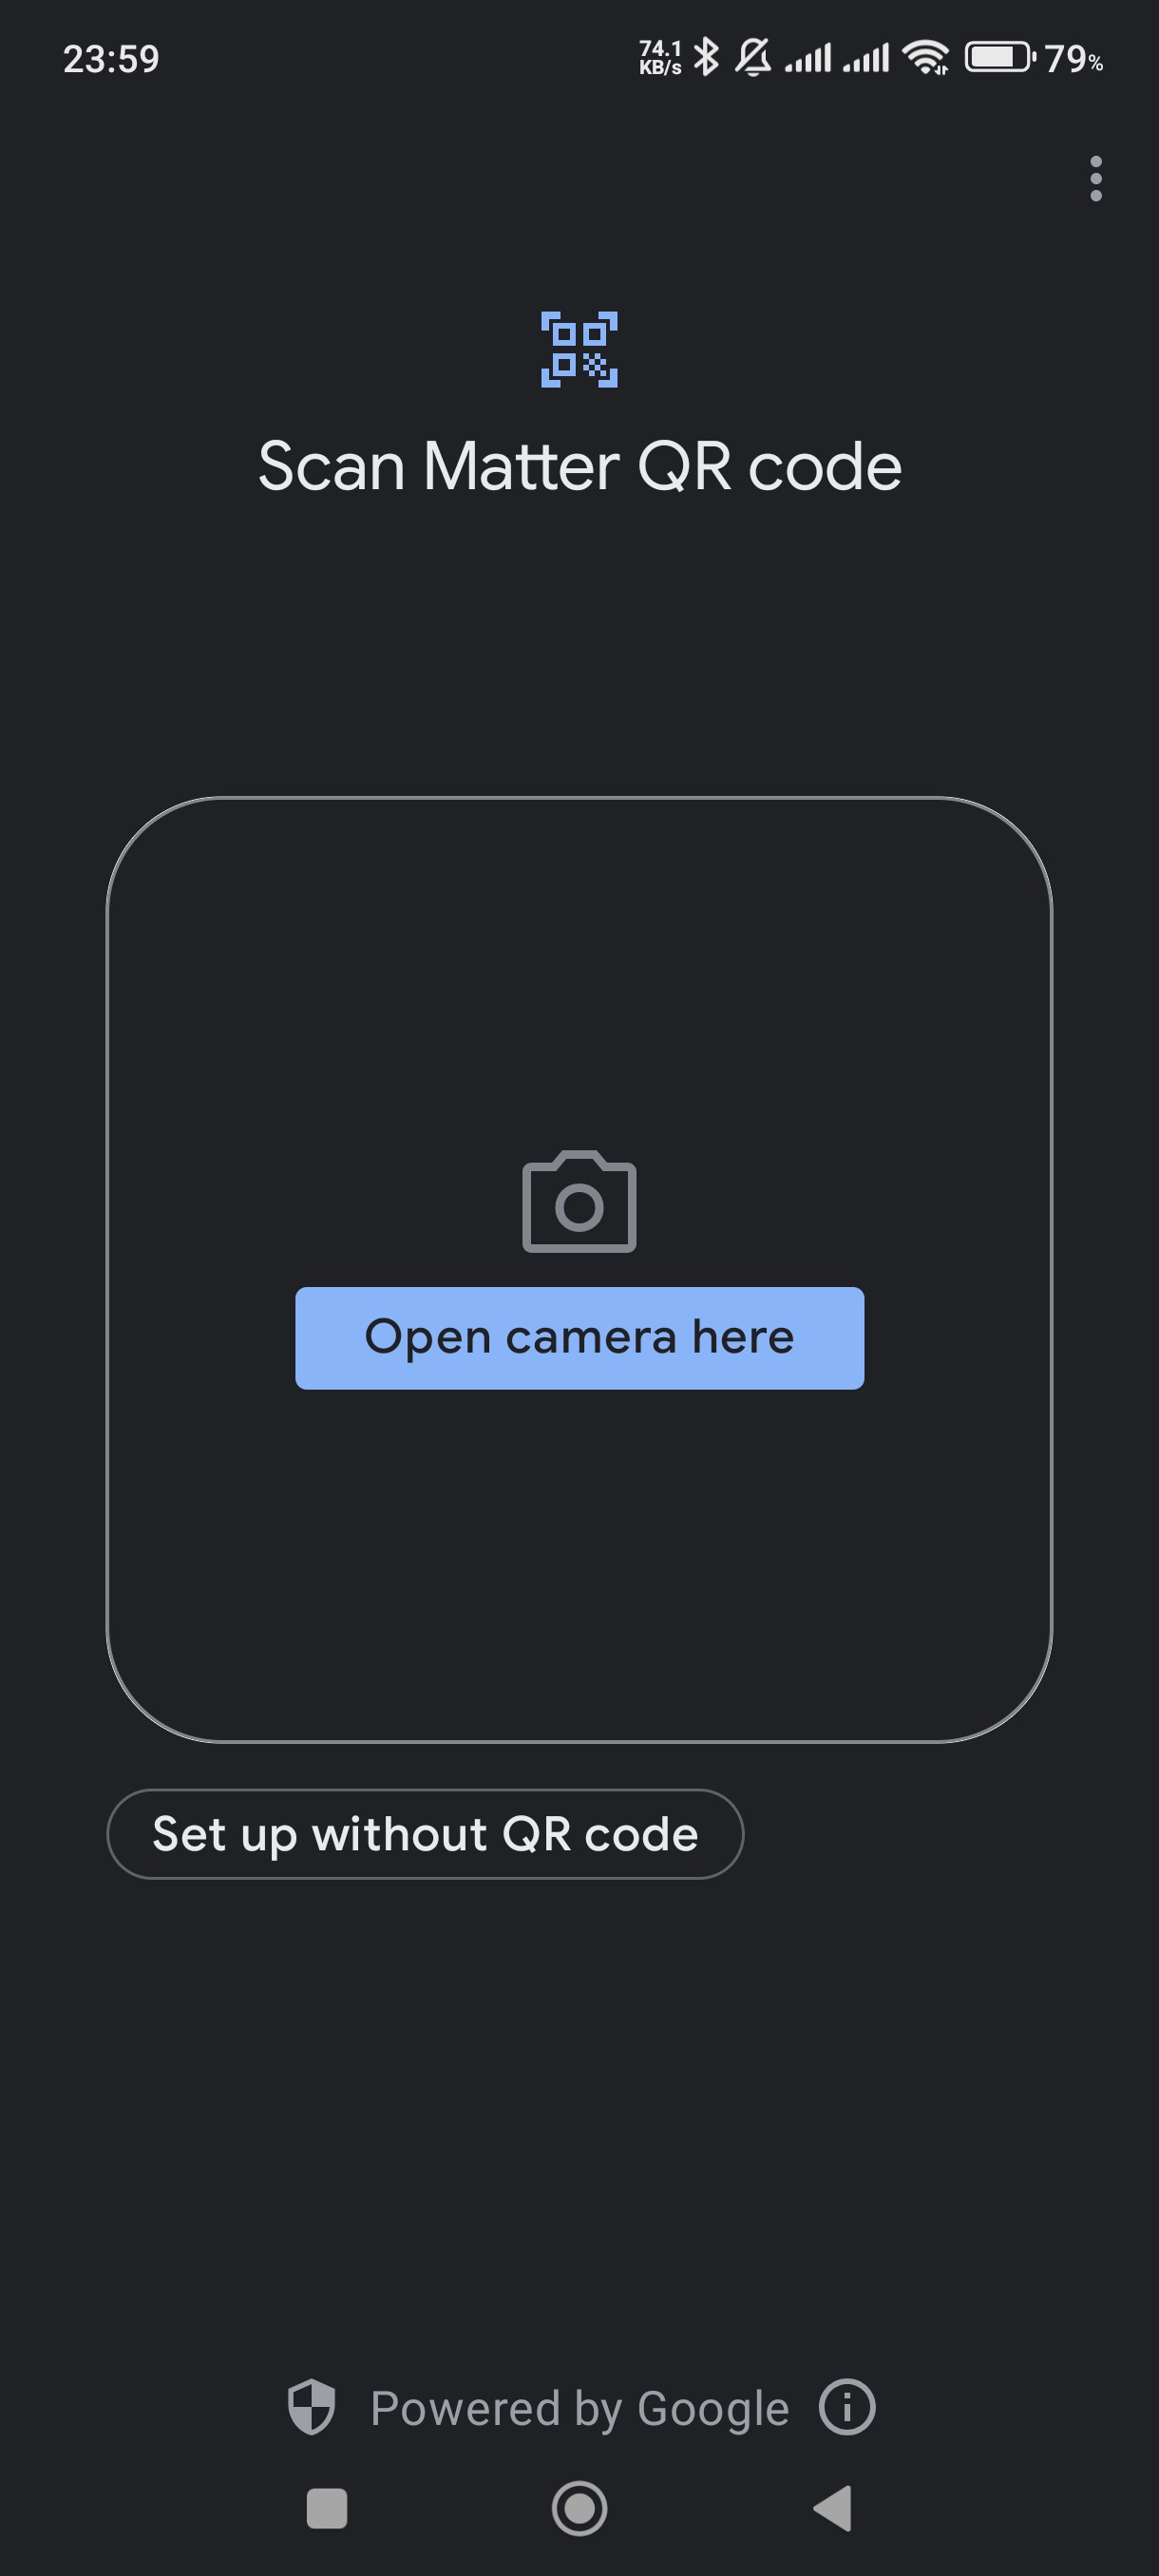 23:59
74.1
KB/s
79%
Scan Matter QR code
Open camera here
Set up without QR code
Powered by Google